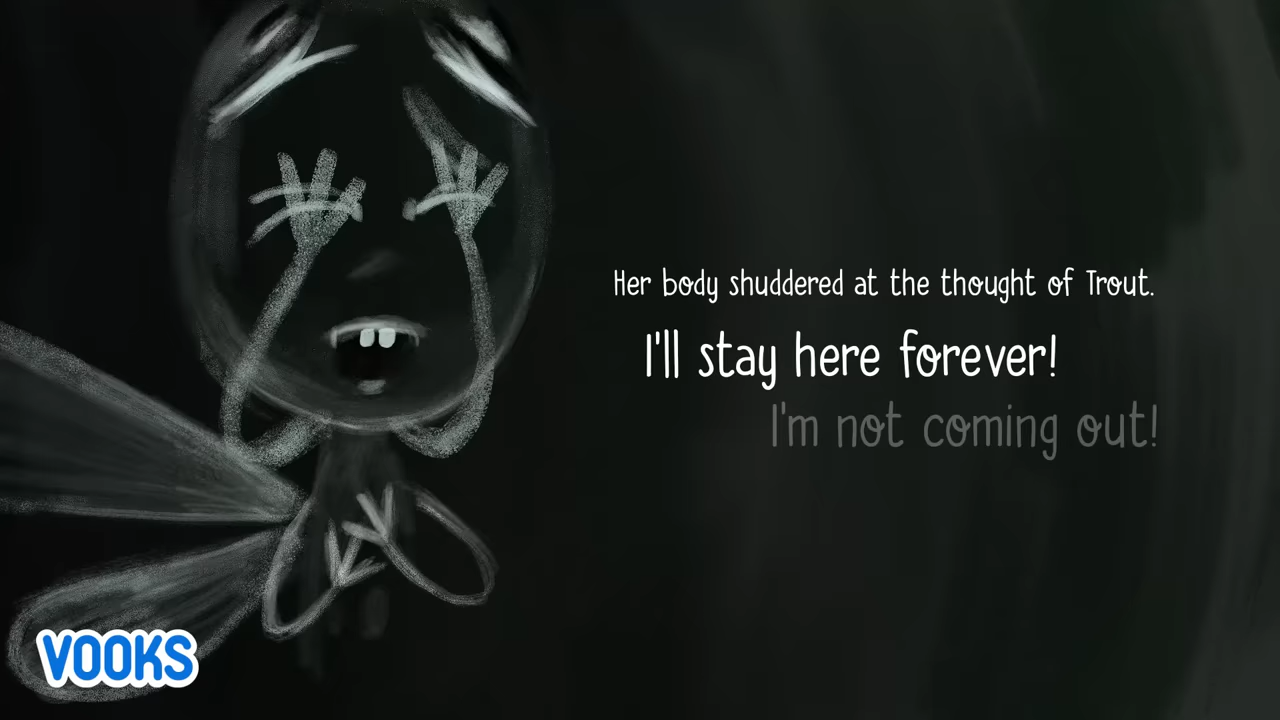 Her body shuddered at the thought of Trout.
I'll stay here forever!
I'm not coming out!
VOOKS